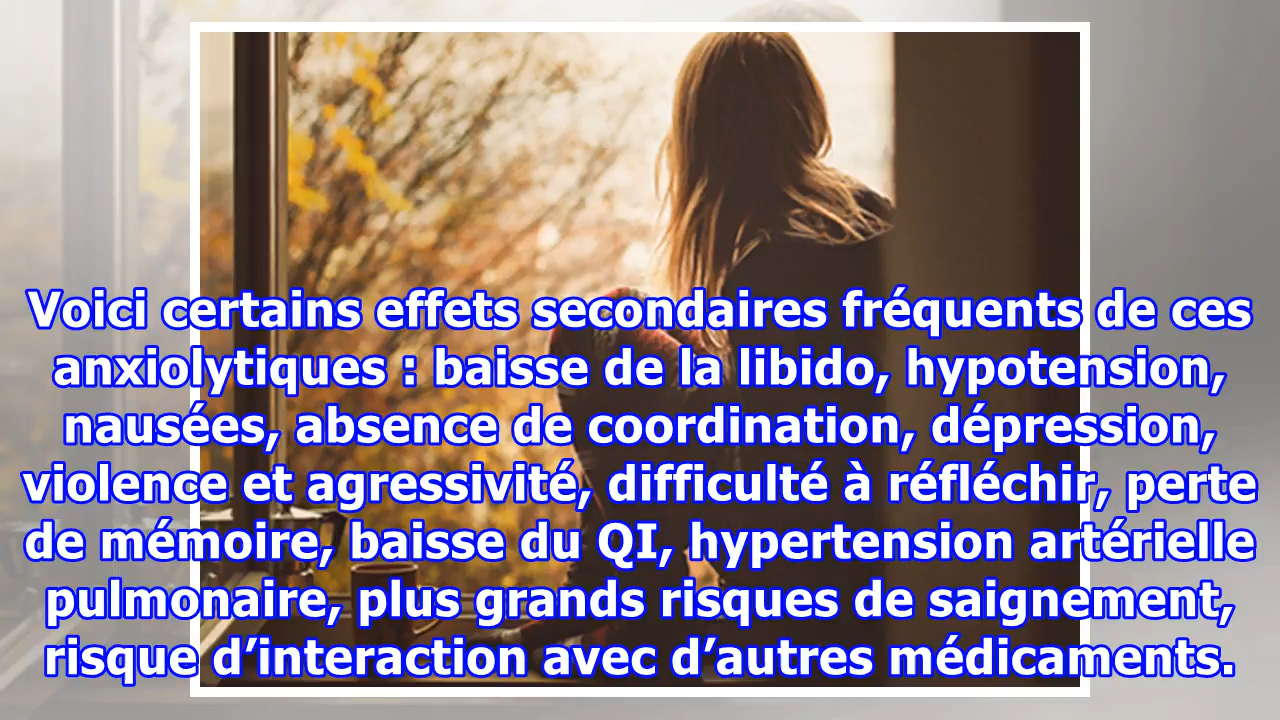 Voici certains effets secondaires fréquents de ces
anxiolytiques : baisse de la libido, hypotension,
nausées, absence de coordination, dépression,
violence et agressivité, difficulté à réfléchir, perte
de mémoire, baisse du QI, hypertension artérielle
pulmonaire, plus grands risques de saignement,
risque d’interaction avec d’autres médicaments.